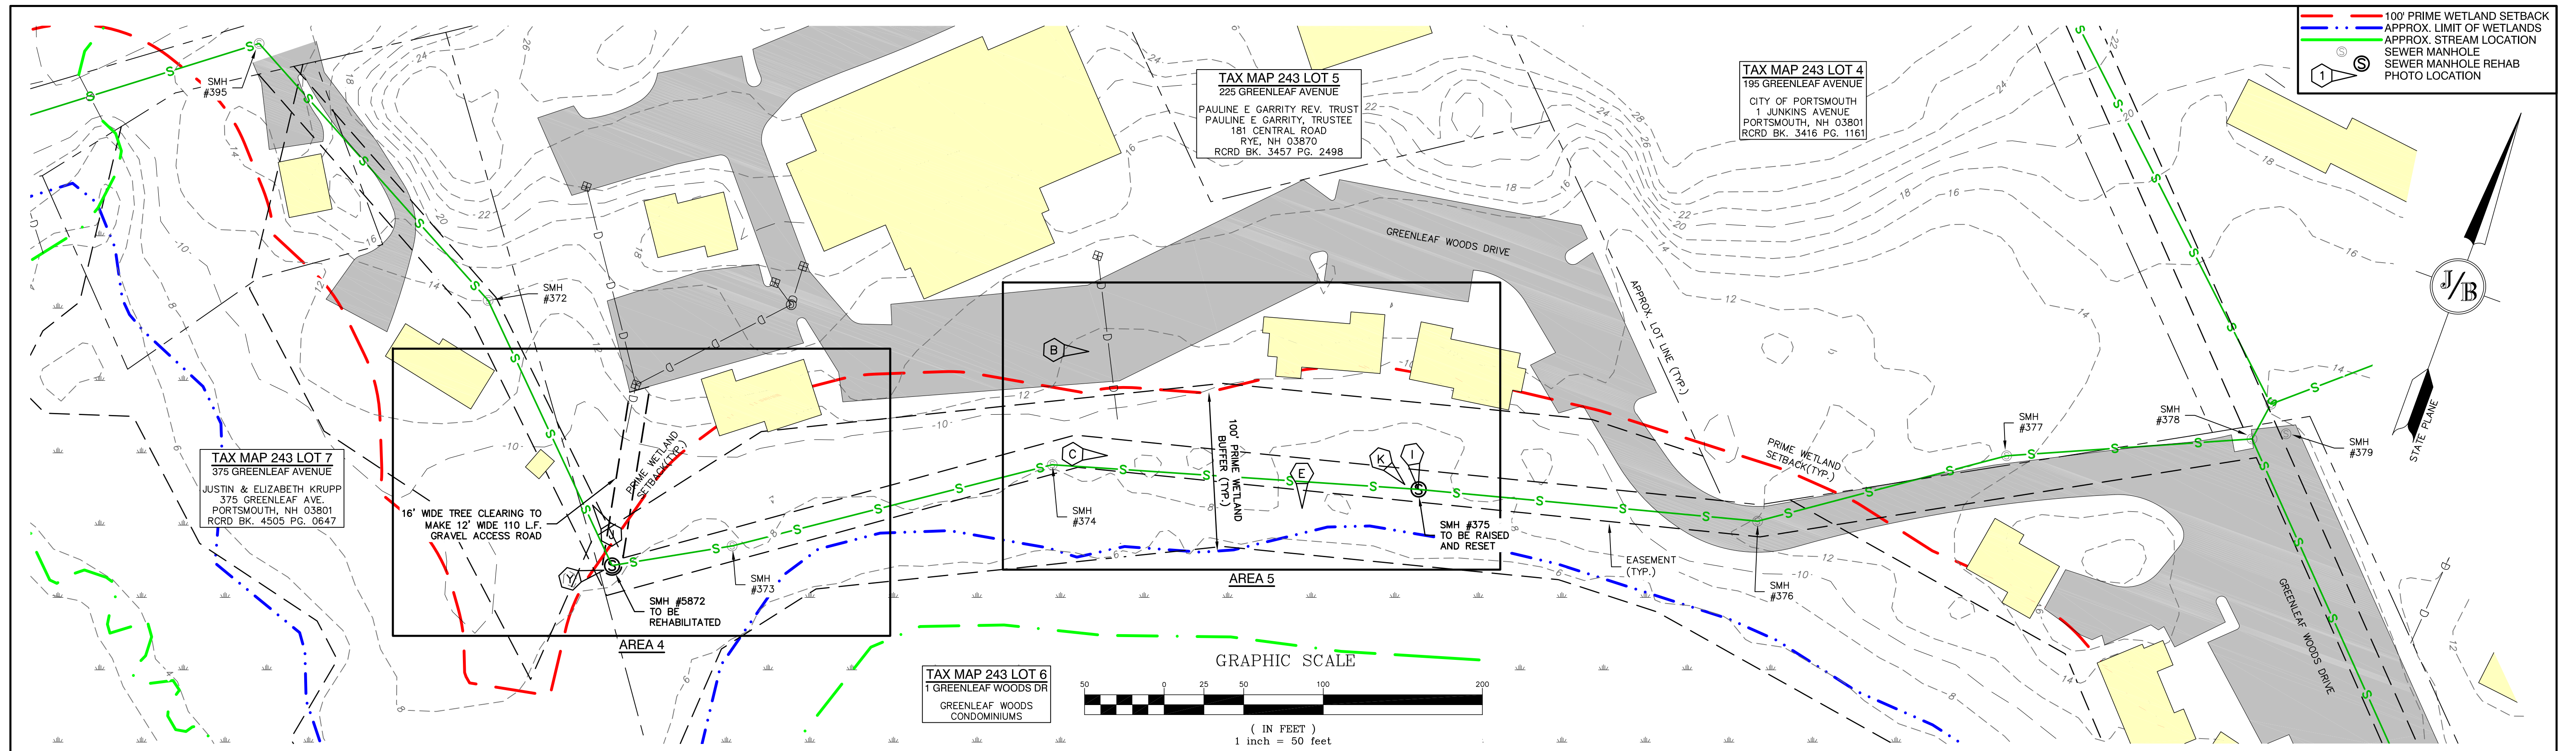 100' PRIME WETLAND SETBACK
APPROX. LIMIT OF WETLANDS
APPROX. STREAM LOCATION
SEWER MANHOLE
SEWER MANHOLE REHAB
PHOTO LOCATION
1
SMH
#395
TAX MAP 243 LOT 5
225 GREENLEAF AVENUE
PAULINE E GARRITY REV. TRUST
PAULINE E GARRITY, TRUSTEE
181 CENTRAL ROAD
RYE, NH 03870
RCRD BK. 3457 PG. 2498
TAX MAP 243 LOT 4
195 GREENLEAF AVENUE
CITY OF PORTSMOUTH
1 JUNKINS AVENUE
PORTSMOUTH, NH 03801
RCRD BK. 3416 PG. 1161
GREENLEAF WOODS DRIVE
SMH
#372
APPROX. LOT LINE (TYP.)
J/B
STATE PLANE
B
C
E
K
I
SMH
#377
SMH
#378
SMH
#379
PRIME WETLAND
SETBACK(TYP.)
100' PRIME WETLAND
BUFFER (TYP.)
PRIME WETLAND
SETBACK(TYP.)
TAX MAP 243 LOT 7
375 GREENLEAF AVENUE
JUSTIN & ELIZABETH KRUPP
375 GREENLEAF AVE.
PORTSMOUTH, NH 03801
RCRD BK. 4505 PG. 0647
16' WIDE TREE CLEARING TO
MAKE 12' WIDE 110 L.F.
GRAVEL ACCESS ROAD
SMH
#374
SMH #375
TO BE RAISED
AND RESET
EASEMENT
(TYP.)
SMH
#376
Y
SMH
#373
SMH #5872
TO BE
REHABILITATED
AREA 4
AREA 5
GREENLEAF WOODS DRIVE
TAX MAP 243 LOT 6
1 GREENLEAF WOODS DR
GREENLEAF WOODS
CONDOMINIUMS
GRAPHIC SCALE
50 0 25 50 100 200
( IN FEET )
1 inch = 50 feet